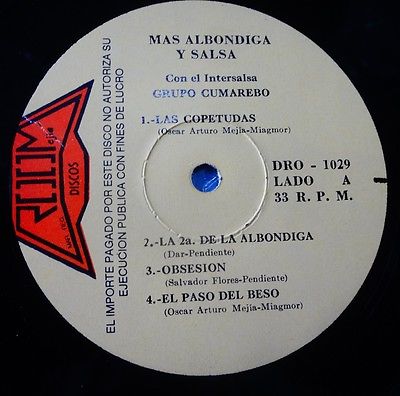 MAS ALBONDIGA
Y SALSA
Con el Intersalsa
GRUPO CUMAREBO
1.-LAS COPETUDAS
(Oscar Arturo Mejia-Miagmor)
DRO - 1029
LADO A
33 R. P. M.
2.-LA 2a. DE LA ALBONDIGA
(Dar-Pendiente)
3.-OBSESION
(Salvador Flores-Pendiente)
4.-EL PASO DEL BESO
(Oscar Arturo Mejia-Miagmor)
EL IMPORTE PAGADO POR ESTE DISCO NO AUTORIZA SU
EJECUCION PUBLICA CON FINES DE LUCRO
DISCOS